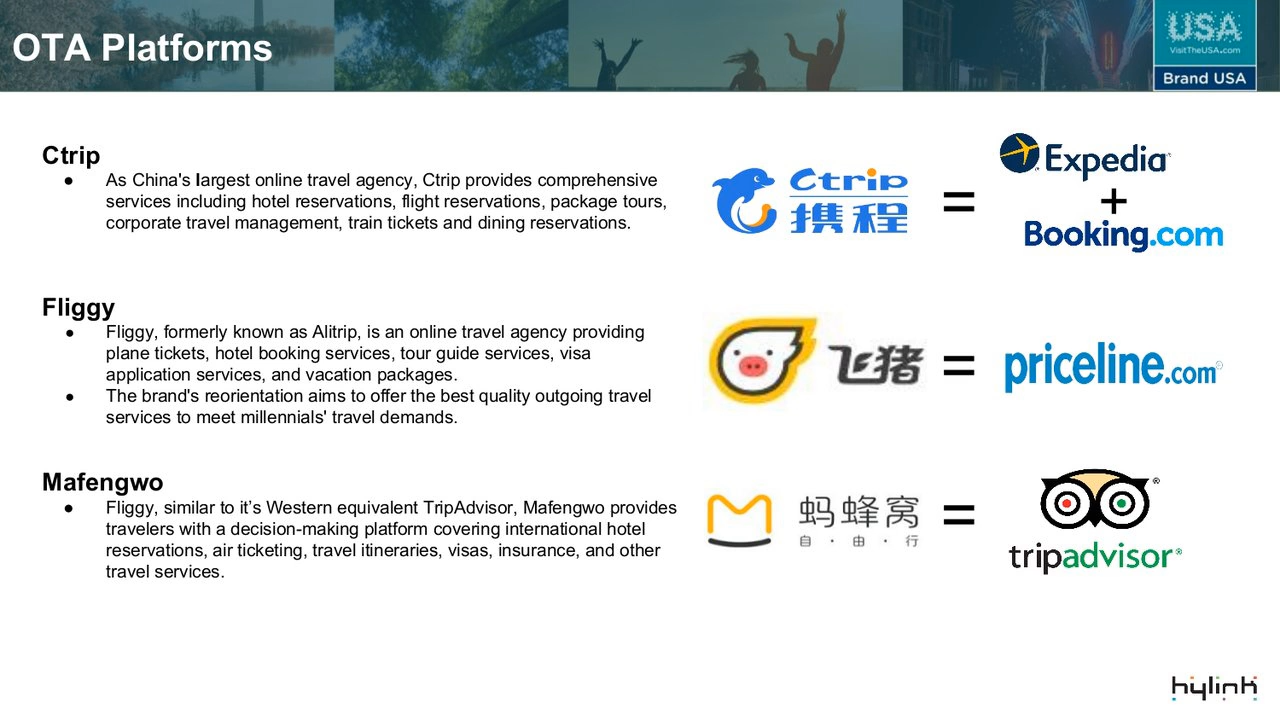 OTA Platforms
USA
VisitTheUSA.com
Brand USA
Ctrip
● As China's largest online travel agency, Ctrip provides comprehensive
services including hotel reservations, flight reservations, package tours,
corporate travel management, train tickets and dining reservations.
Ctrip
携程
=
Expedia
+
Booking.com
Fliggy
● Fliggy, formerly known as Alitrip, is an online travel agency providing
plane tickets, hotel booking services, tour guide services, visa
application services, and vacation packages.
● The brand's reorientation aims to offer the best quality outgoing travel
services to meet millennials' travel demands.
飞猪
=
priceline.com®
Mafengwo
● Fliggy, similar to it’s Western equivalent TripAdvisor, Mafengwo provides
travelers with a decision-making platform covering international hotel
reservations, air ticketing, travel itineraries, visas, insurance, and other
travel services.
蚂蜂窝
自·由·行
=
®
tripadvisor®
hylink